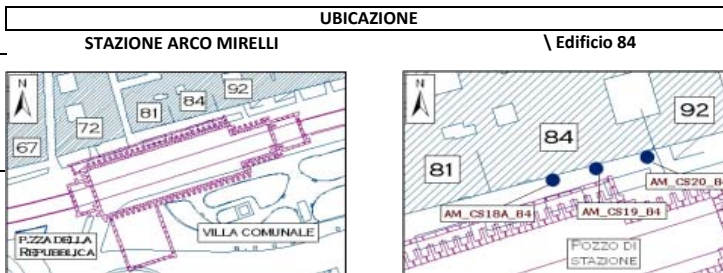 UBICAZIONE
STAZIONE ARCO MIRELLI
\ Edificio 84
N
92
84
81
72
67
P.ZZA DELLA
REPUBBLICA
VILLA COMUNALE
N
92
84
81
AM_CS20_B4
AM_CS18A_B4
AM_CS19_B4
POZZO DI
STAZIONE